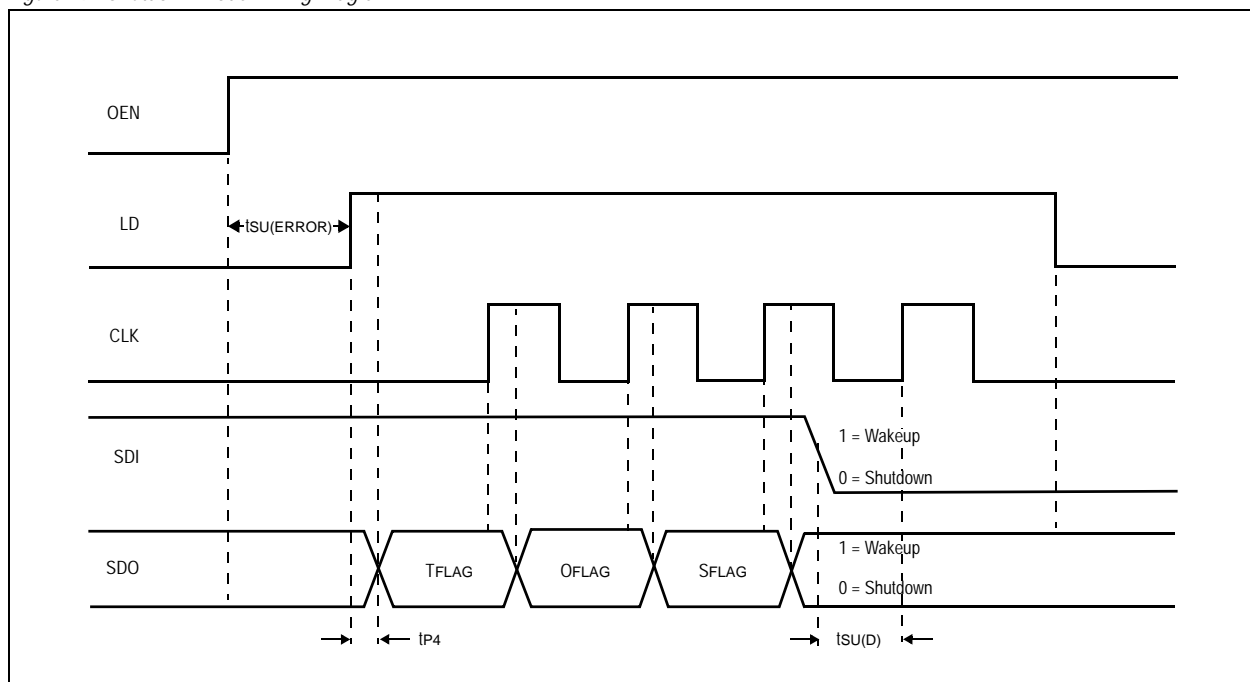 OEN
LD
tSU(ERROR)
CLK
SDI
1 = Wakeup
0 = Shutdown
SDO
TFLAG
OFLAG
SFLAG
1 = Wakeup
0 = Shutdown
tP4
tSU(D)